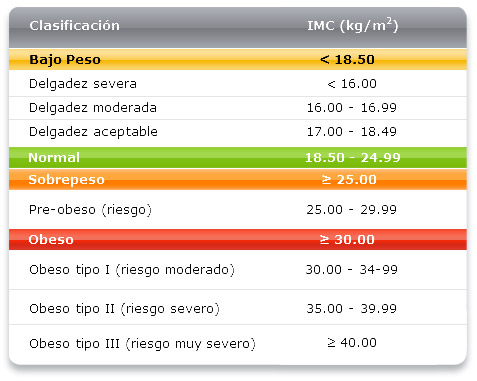 Clasificación IMC (kg/m²)
Bajo Peso < 18.50
Delgadez severa < 16.00
Delgadez moderada 16.00 - 16.99
Delgadez aceptable 17.00 - 18.49
Normal 18.50 - 24.99
Sobrepeso ≥ 25.00
Pre-obeso (riesgo) 25.00 - 29.99
Obeso ≥ 30.00
Obeso tipo I (riesgo moderado) 30.00 - 34-99
Obeso tipo II (riesgo severo) 35.00 - 39.99
Obeso tipo III (riesgo muy severo) ≥ 40.00